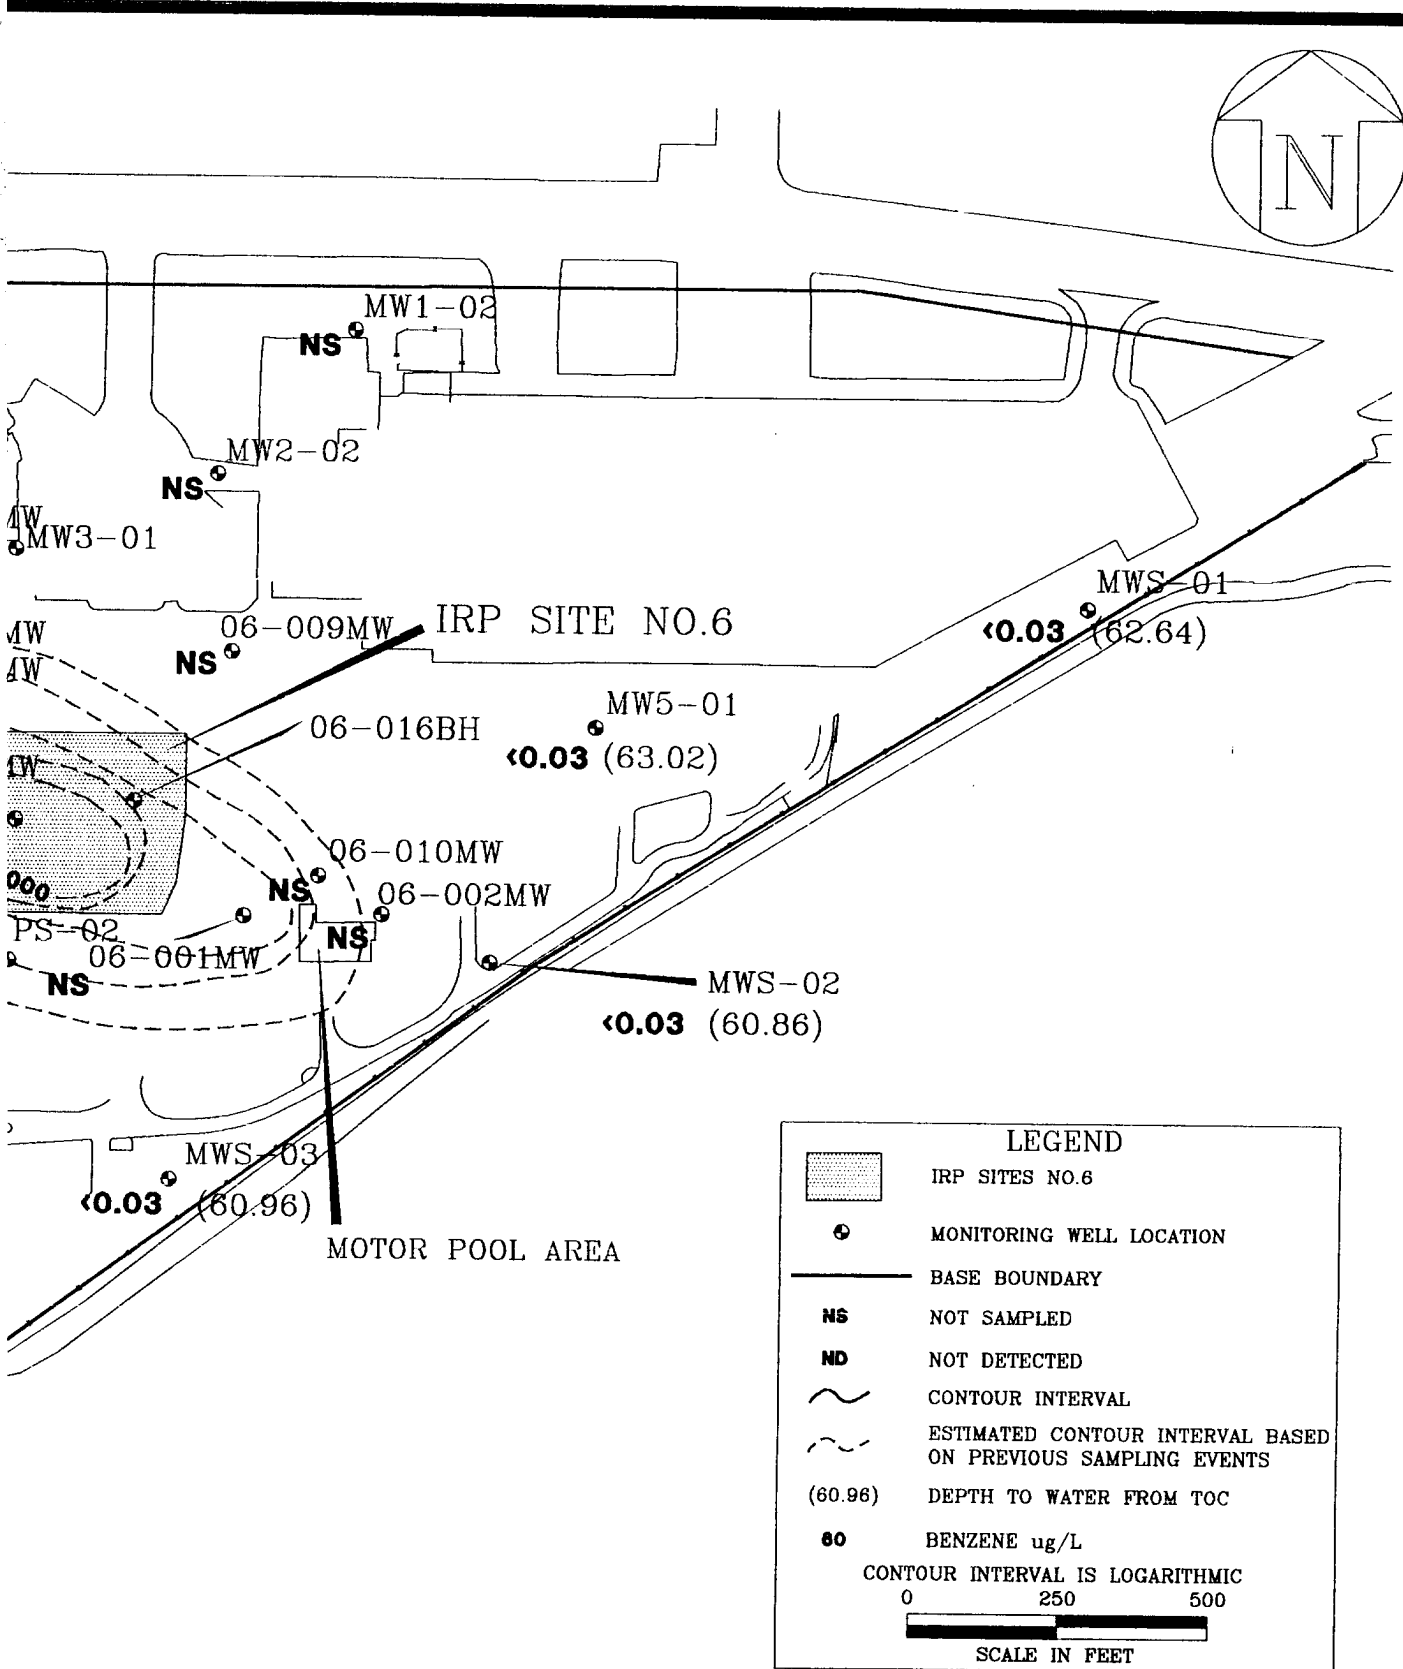 N
MW1-02
NS
MW2-02
NS
MW
MW3-01
MWS-01
<0.03 (62.64)
06-009MW
IRP SITE NO.6
MW
NS
MW
MW5-01
06-016BH
<0.03 (63.02)
MW
06-010MW
000
NS
06-002MW
PS-02
NS
06-001MW
NS
MWS-02
<0.03 (60.86)
MWS-03
<0.03 (60.96)
MOTOR POOL AREA
LEGEND
IRP SITES NO.6
MONITORING WELL LOCATION
BASE BOUNDARY
NS NOT SAMPLED
ND NOT DETECTED
CONTOUR INTERVAL
ESTIMATED CONTOUR INTERVAL BASED
ON PREVIOUS SAMPLING EVENTS
(60.96) DEPTH TO WATER FROM TOC
60 BENZENE ug/L
CONTOUR INTERVAL IS LOGARITHMIC
0 250 500
SCALE IN FEET